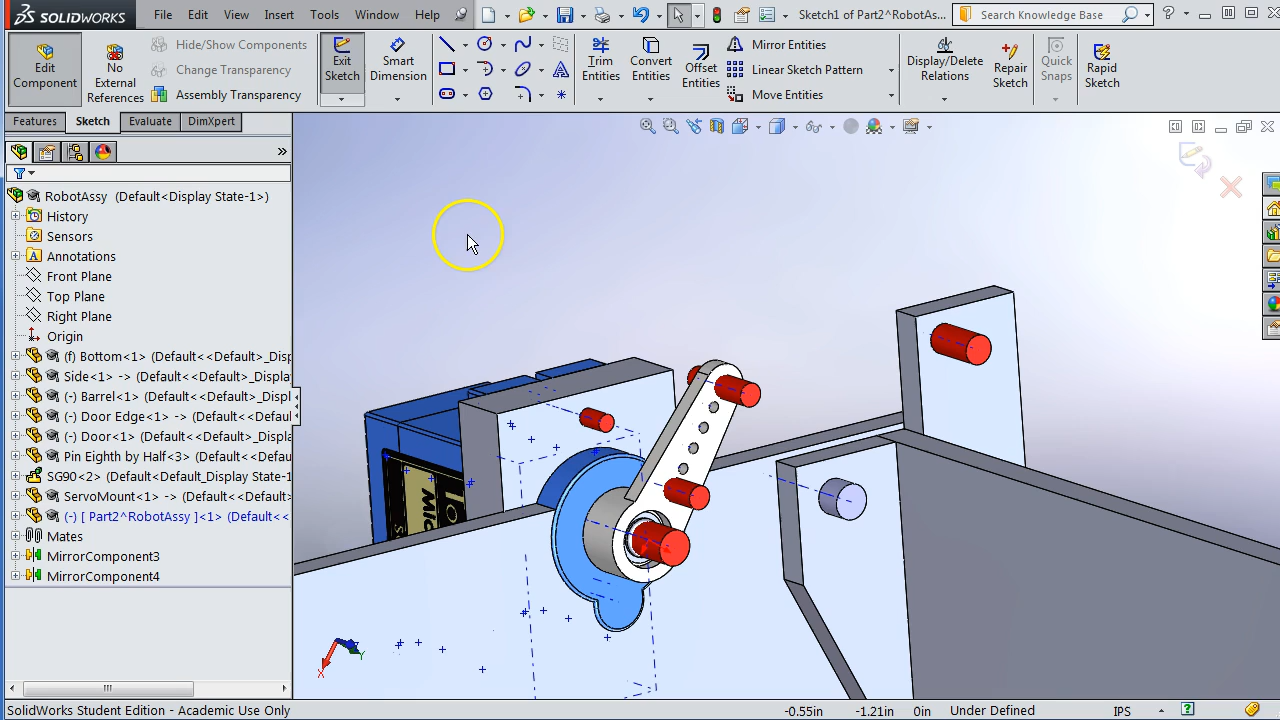 SOLIDWORKS File Edit View Insert Tools Window Help Sketch1 of Part2^RobotAs... Search Knowledge Base ?
Edit Component
No External References
Hide/Show Components
Change Transparency
Assembly Transparency
Exit Sketch
Smart Dimension
Trim Entities
Convert Entities
Offset Entities
Mirror Entities
Linear Sketch Pattern
Move Entities
Display/Delete Relations
Repair Sketch
Quick Snaps
Rapid Sketch
Features Sketch Evaluate DimXpert
»
RobotAssy (Default<Display State-1>)
History
Sensors
A Annotations
Front Plane
Top Plane
Right Plane
Origin
(f) Bottom<1> (Default<<Default>_Disp
Side<1> -> (Default<<Default>_Displa
(-) Barrel<1> (Default<<Default>_Displa
(-) Door Edge<1> -> (Default<<Default
(-) Door<1> (Default<<Default>_Displa
Pin Eighth by Half<3> (Default<<Defau
SG90<2> (Default<Default_Display Sta
ServoMount<1> -> (Default<<Default>
(-) [ Part2^RobotAssy ]<1> (Default<<
Mates
MirrorComponent3
MirrorComponent4
X
Y
SolidWorks Student Edition - Academic Use Only -0.55in -1.21in 0in Under Defined IPS ?